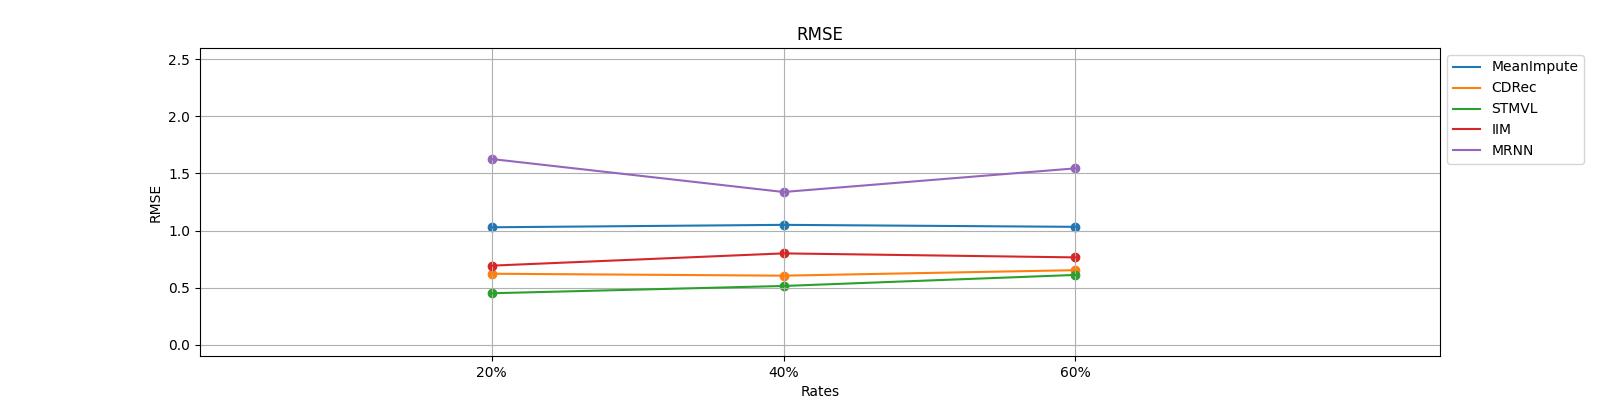 RMSE
2.5
2.0
1.5
1.0
0.5
0.0
RMSE
20%
40%
60%
Rates
MeanImpute
CDRec
STMVL
IIM
MRNN